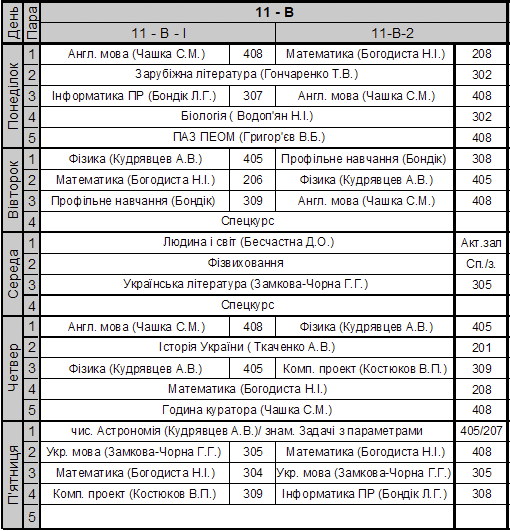 День Пара 11 - В
11 - В - І 11-В-2
Понеділок
1 Англ. мова (Чашка С.М.) 408 Математика (Богодиста Н.І.) 208
2 Зарубіжна література (Гончаренко Т.В.) 302
3 Інформатика ПР (Бондік Л.Г.) 307 Англ. мова (Чашка С.М.) 408
4 Біологія ( Водоп'ян Н.І.) 302
5 ПАЗ ПЕОМ (Григор'єв В.Б.) 408
Вівторок
1 Фізика (Кудрявцев А.В.) 405 Профільне навчання (Бондік) 308
2 Математика (Богодиста Н.І.) 206 Фізика (Кудрявцев А.В.) 405
3 Профільне навчання (Бондік) 309 Англ. мова (Чашка С.М.) 408
4 Спецкурс
Середа
1 Людина і світ (Бесчастна Д.О.) Акт.зал
2 Фізвиховання Сп./з.
3 Українська література (Замкова-Чорна Г.Г.) 305
4 Спецкурс
Четвер
1 Англ. мова (Чашка С.М.) 408 Фізика (Кудрявцев А.В.) 405
2 Історія України ( Ткаченко А.В.) 201
3 Фізика (Кудрявцев А.В.) 405 Комп. проект (Костюков В.П.) 309
4 Математика (Богодиста Н.І.) 208
5 Година куратора (Чашка С.М.) 408
П'ятниця
1 чис. Астрономія (Кудрявцев А.В.)/ знам. Задачі з параметрами 405/207
2 Укр. мова (Замкова-Чорна Г.Г.) 305 Математика (Богодиста Н.І.) 408
3 Математика (Богодиста Н.І.) 304 Укр. мова (Замкова-Чорна Г.Г.) 305
4 Комп. проект (Костюков В.П.) 309 Інформатика ПР (Бондік Л.Г.) 308
5